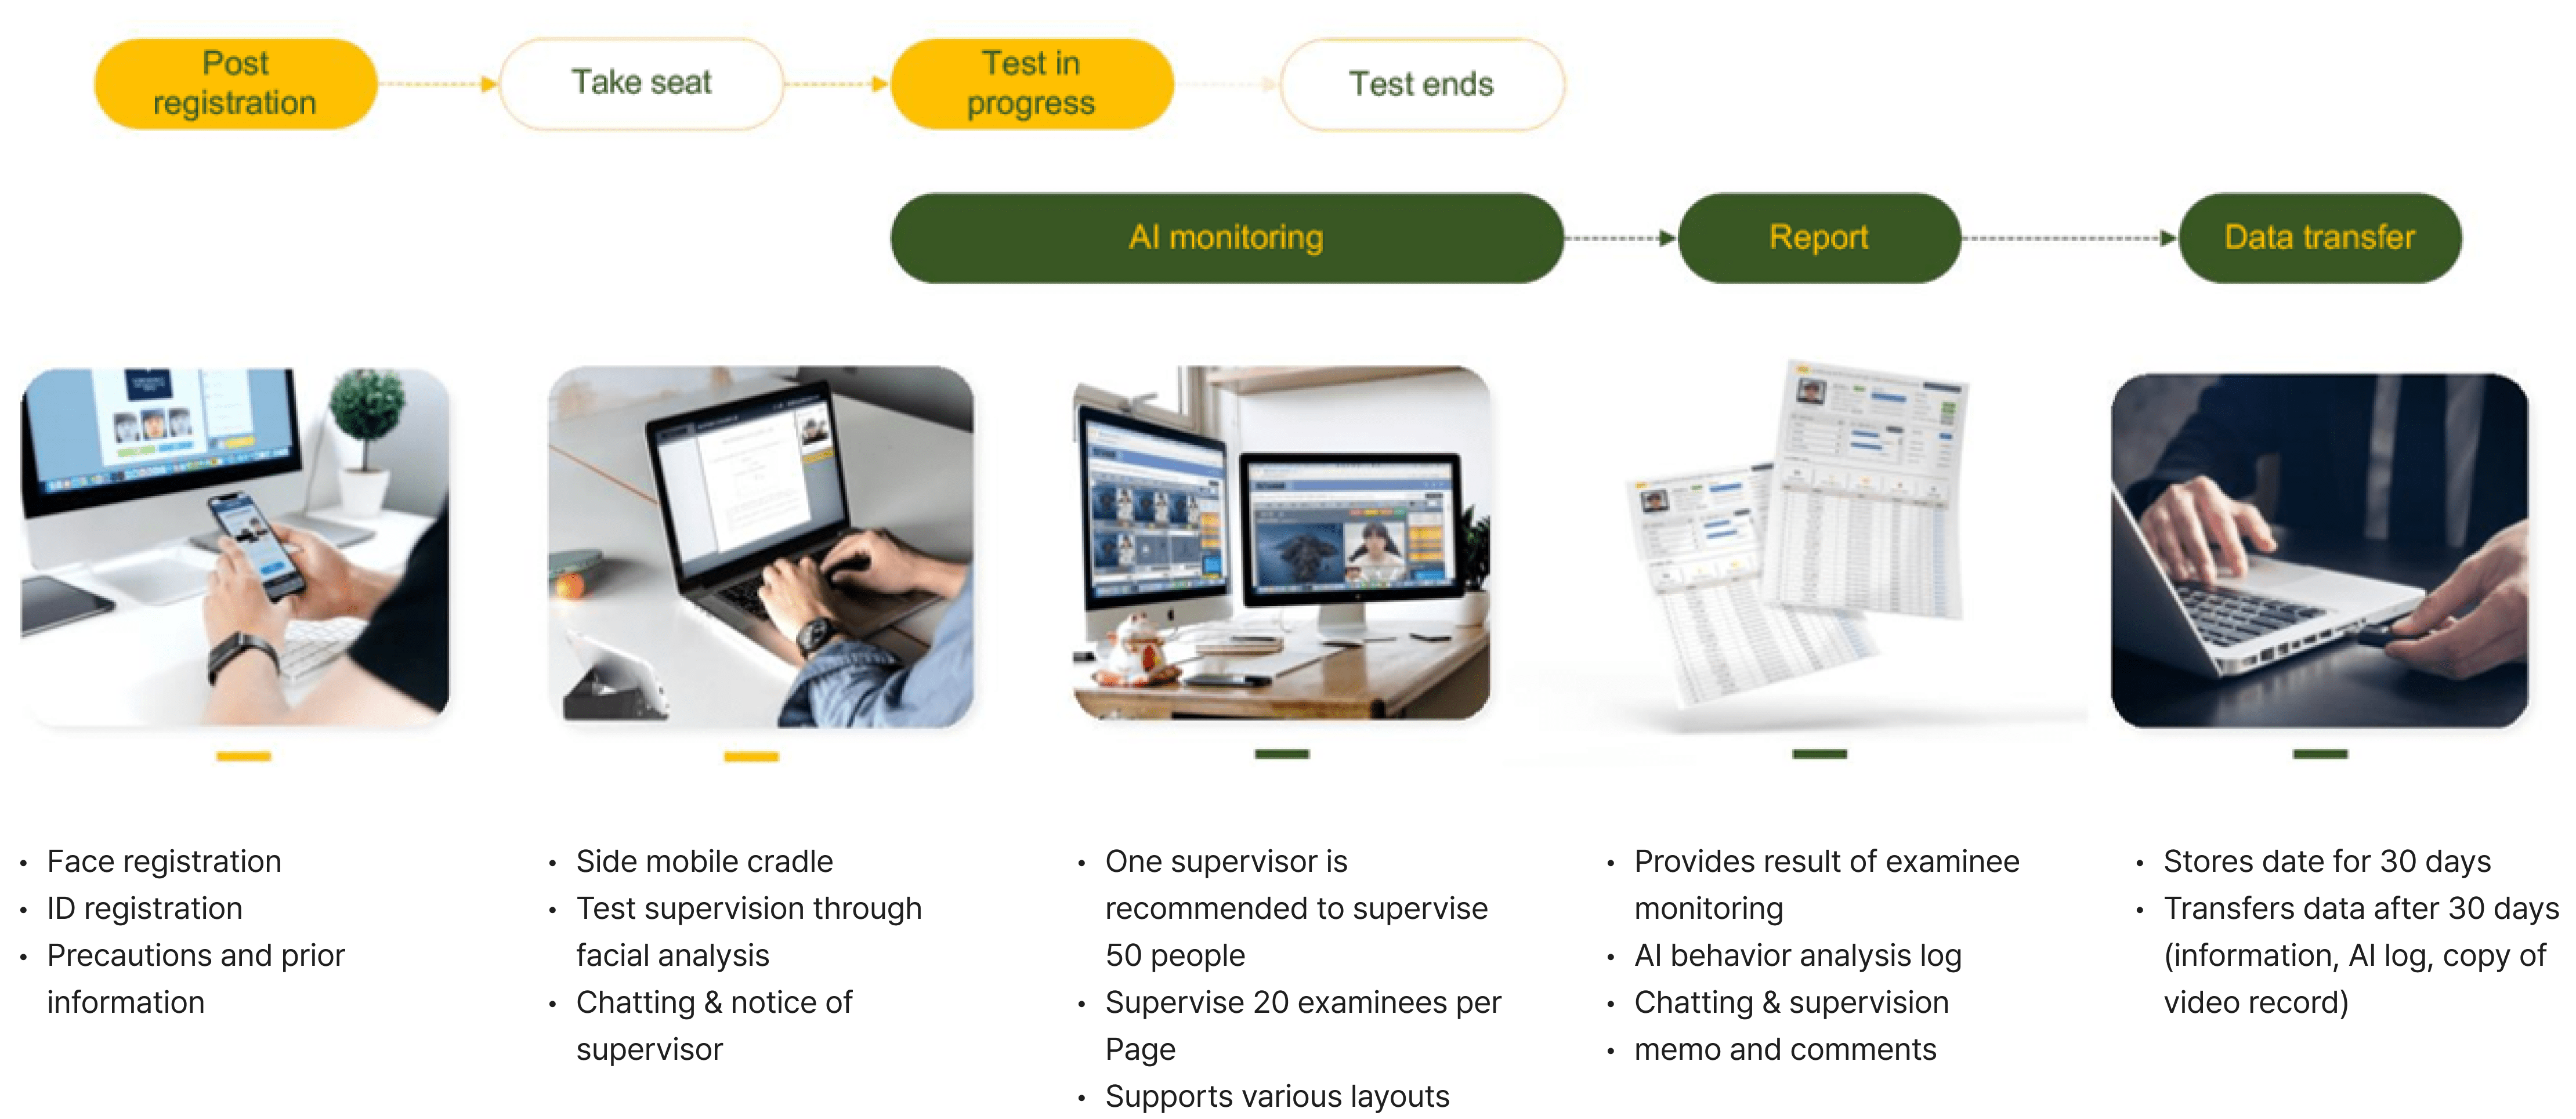 Post
registration
Take seat
Test in
progress
Test ends
AI monitoring
Report
Data transfer
• Face registration
• ID registration
• Precautions and prior
information
• Side mobile cradle
• Test supervision through
facial analysis
• Chatting & notice of
supervisor
• One supervisor is
recommended to supervise
50 people
• Supervise 20 examinees per
Page
• Supports various layouts
• Provides result of examinee
monitoring
• AI behavior analysis log
• Chatting & supervision
• memo and comments
• Stores date for 30 days
• Transfers data after 30 days
(information, AI log, copy of
video record)